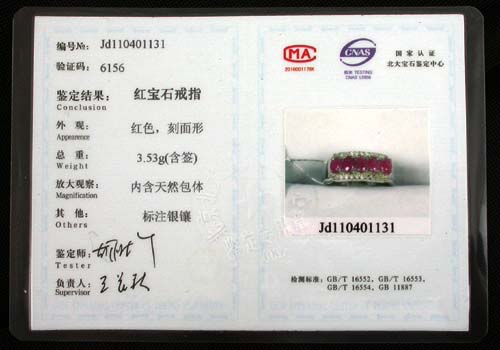 编号№: Jd110401131
验证码: 6156
鉴定结果: 红宝石戒指
Conclusion
外 观: 红色，刻面形
Appearence
总 重: 3.53g(含签)
Weight
放大观察: 内含天然包体
Magnification
其 他: 标注银镶
Others
鉴定师:
Tester
负责人:
Supervisor
MA
CNAS
TESTING
国家认证
北大宝石鉴定中心
Jd110401131
检测标准: GB/T 16552、GB/T 16553、
GB/T 16554、GB 11887